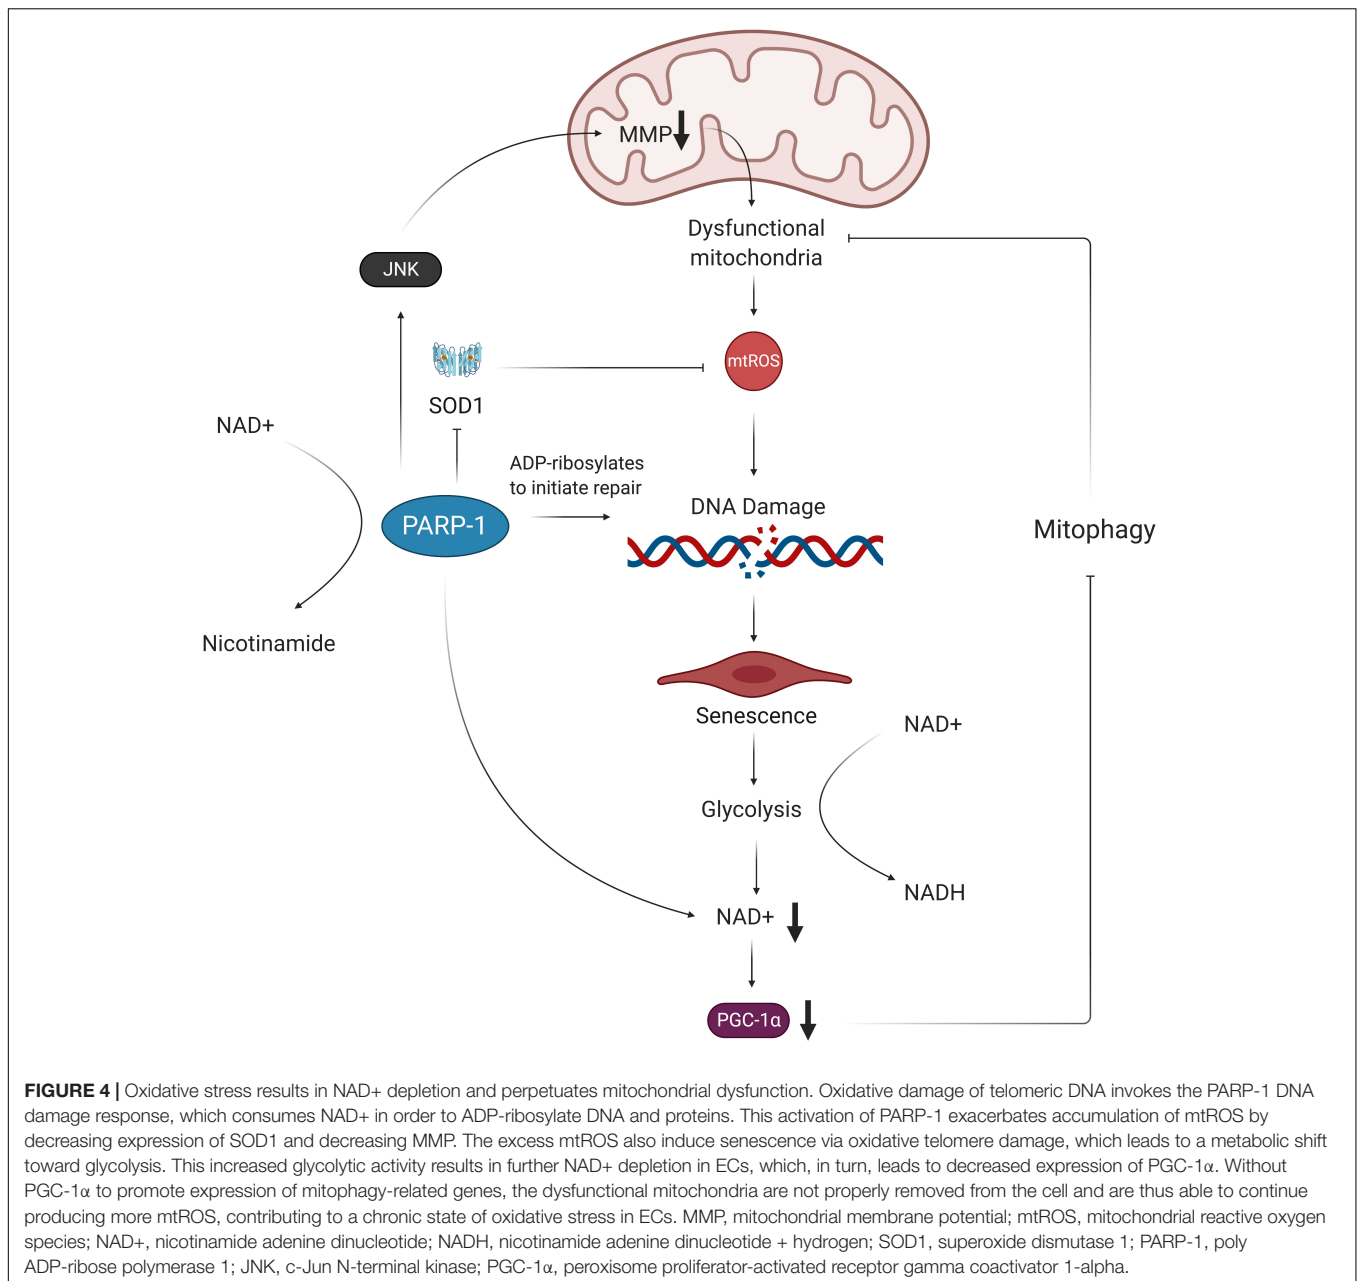 MMP
Dysfunctional
mitochondria
JNK
mtROS
SOD1
NAD+
ADP-ribosylates
to initiate repair
PARP-1
DNA Damage
Mitophagy
Nicotinamide
Senescence
NAD+
Glycolysis
NADH
NAD+
PGC-1α
FIGURE 4 | Oxidative stress results in NAD+ depletion and perpetuates mitochondrial dysfunction. Oxidative damage of telomeric DNA invokes the PARP-1 DNA
damage response, which consumes NAD+ in order to ADP-ribosylate DNA and proteins. This activation of PARP-1 exacerbates accumulation of mtROS by
decreasing expression of SOD1 and decreasing MMP. The excess mtROS also induce senescence via oxidative telomere damage, which leads to a metabolic shift
toward glycolysis. This increased glycolytic activity results in further NAD+ depletion in ECs, which, in turn, leads to decreased expression of PGC-1α. Without
PGC-1α to promote expression of mitophagy-related genes, the dysfunctional mitochondria are not properly removed from the cell and are thus able to continue
producing more mtROS, contributing to a chronic state of oxidative stress in ECs. MMP, mitochondrial membrane potential; mtROS, mitochondrial reactive oxygen
species; NAD+, nicotinamide adenine dinucleotide; NADH, nicotinamide adenine dinucleotide + hydrogen; SOD1, superoxide dismutase 1; PARP-1, poly
ADP-ribose polymerase 1; JNK, c-Jun N-terminal kinase; PGC-1α, peroxisome proliferator-activated receptor gamma coactivator 1-alpha.